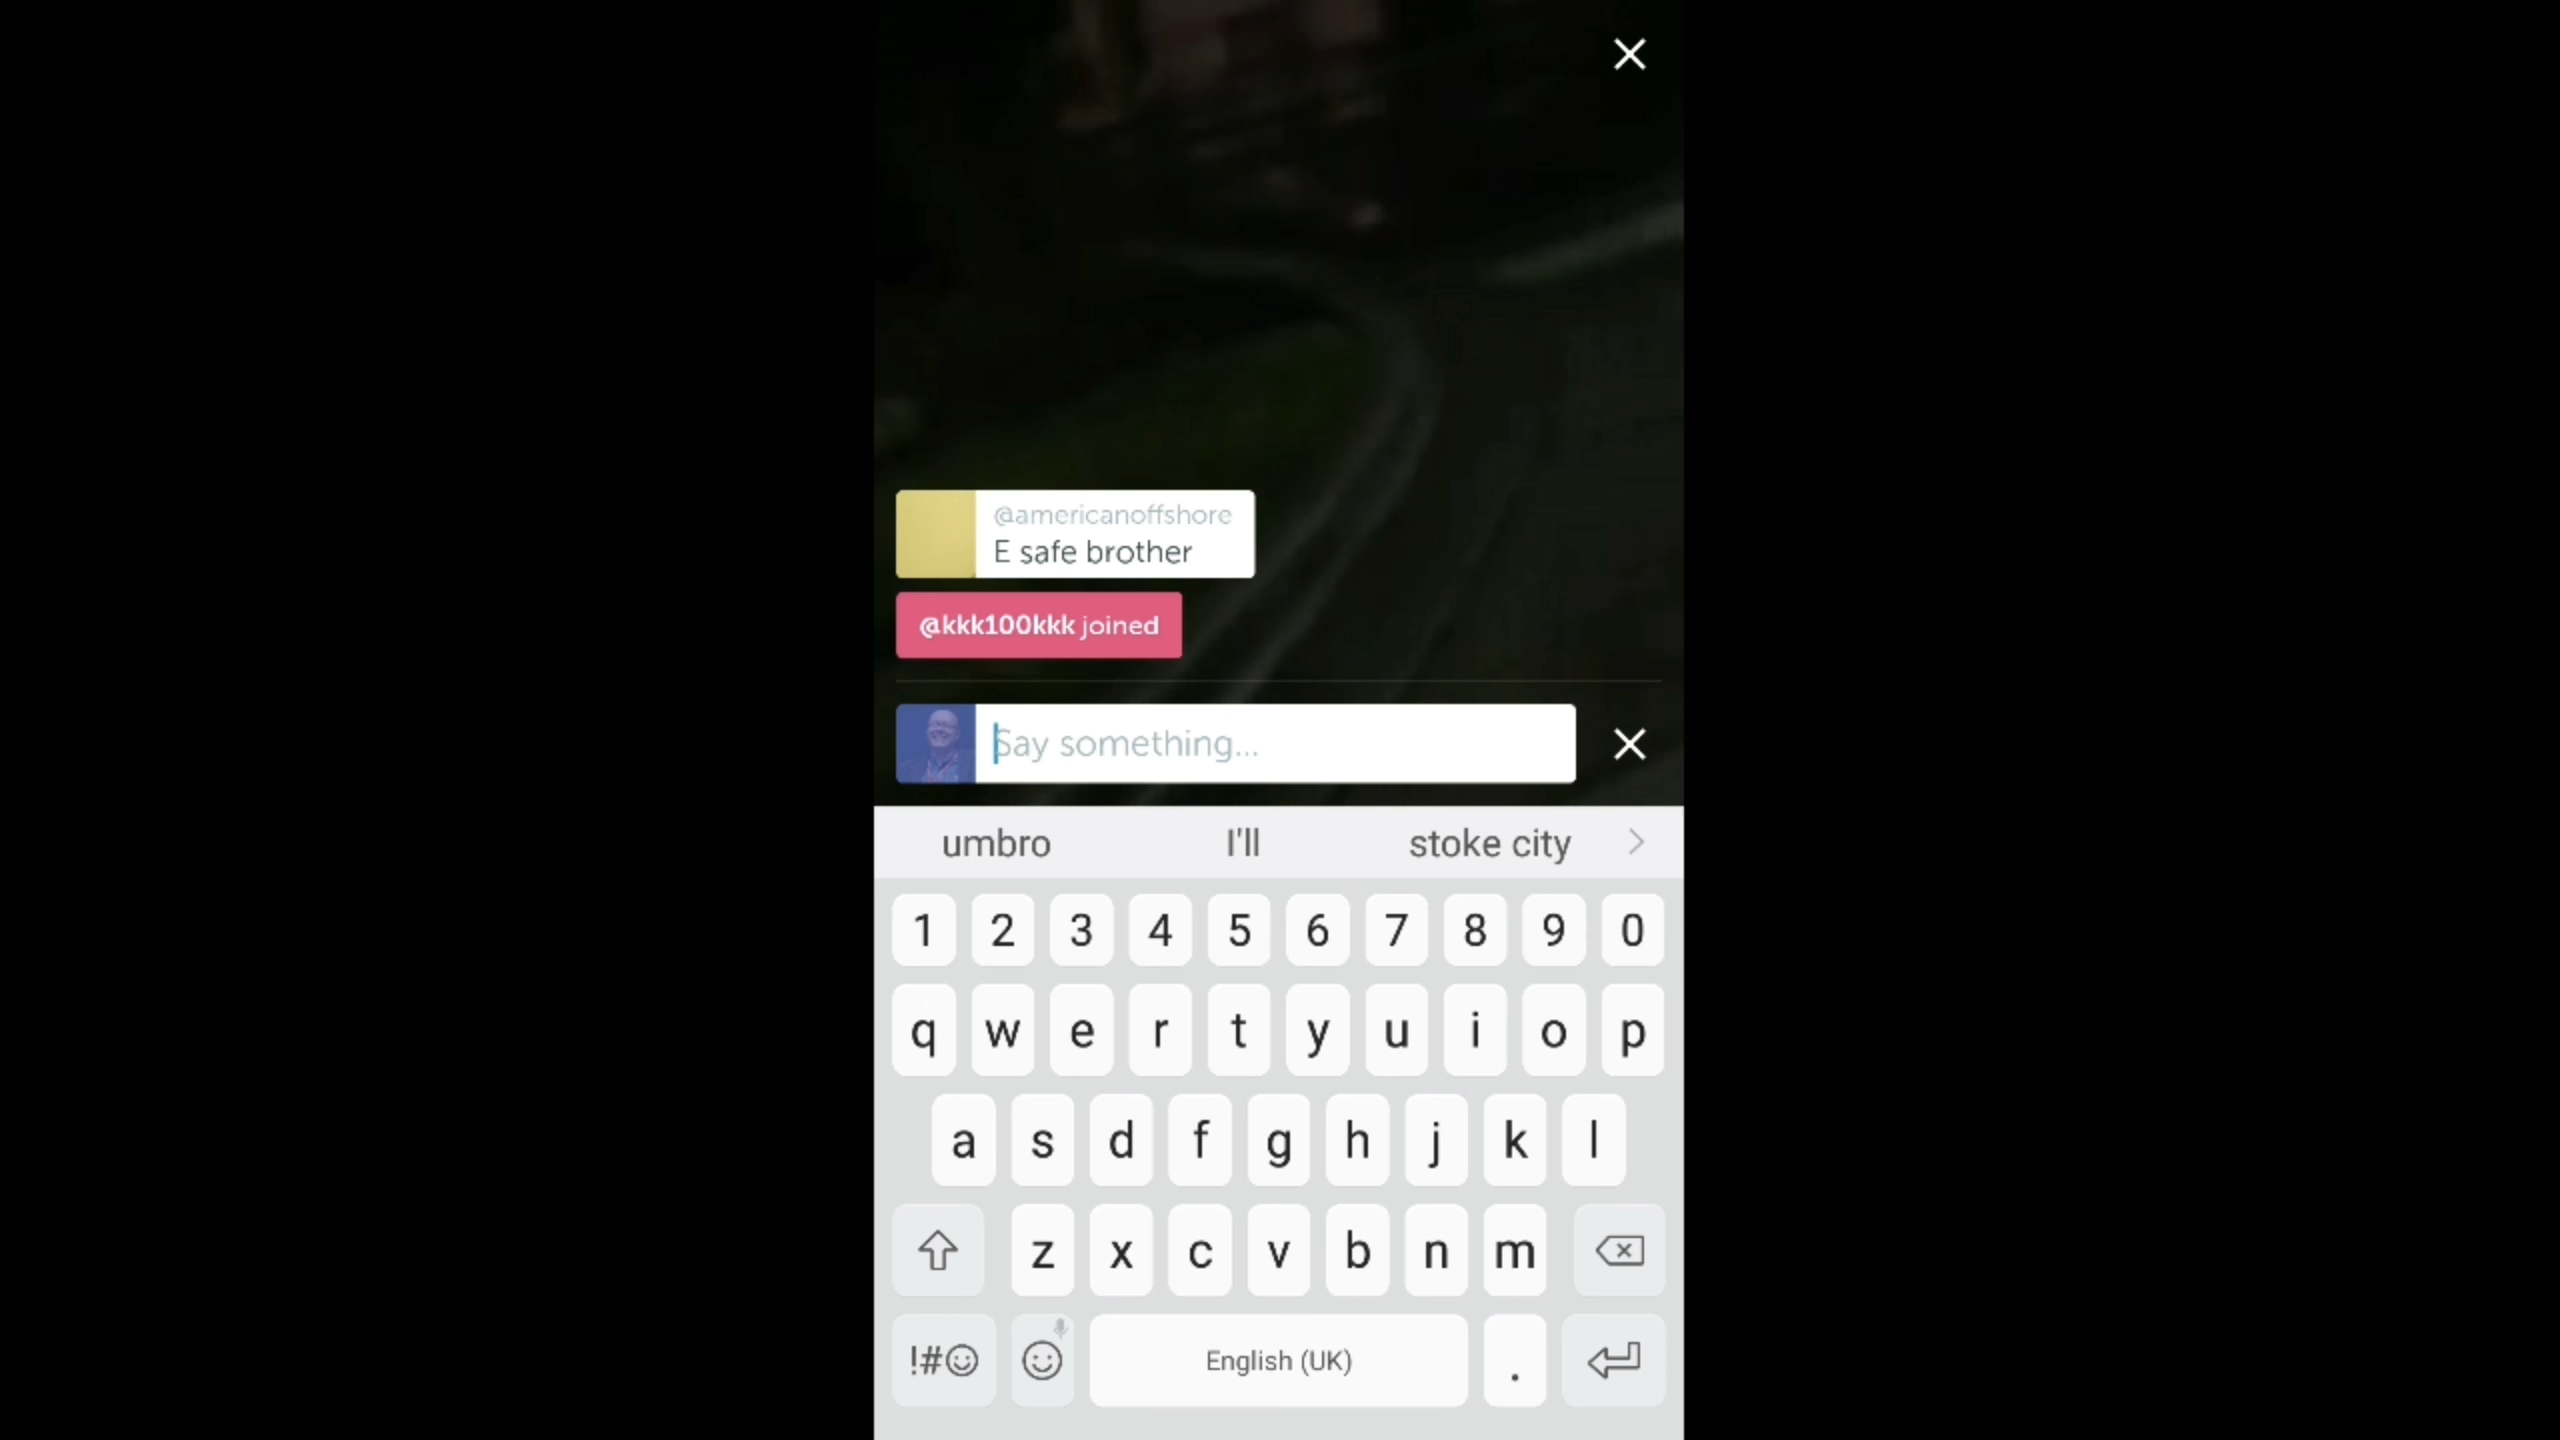 @americanoffshore
E safe brother
@kkk100kkk joined
Say something...
umbro I'll stoke city
1 2 3 4 5 6 7 8 9 0
q w e r t y u i o p
a s d f g h j k l
z x c v b n m
!#☺ English (UK) .